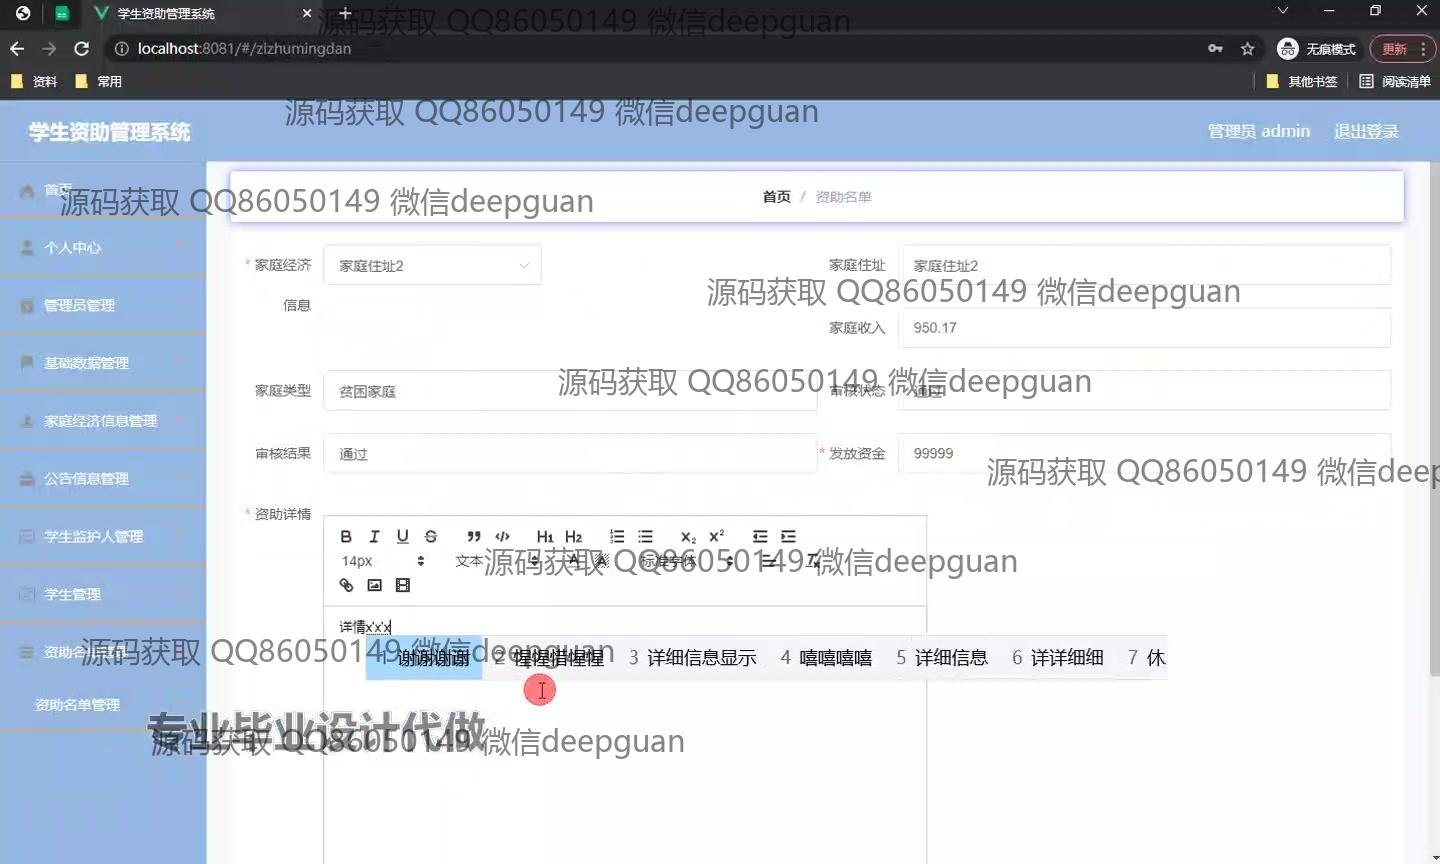 学生资助管理系统
源码获取 QQ86050149 微信deepguan
localhost:8081/#/zizhumingdan
无痕模式
更新
资料
常用
其他书签
阅读清单
源码获取 QQ86050149 微信deepguan
学生资助管理系统
管理员 admin
退出登录
首页
源码获取 QQ86050149 微信deepguan
首页 / 资助名单
个人中心
* 家庭经济信息
家庭住址2
家庭住址
家庭住址2
源码获取 QQ86050149 微信deepguan
管理员管理
家庭收入
950.17
基础数据管理
家庭类型
贫困家庭
源码获取 QQ86050149 微信deepguan
审核状态
通过
家庭经济信息管理
审核结果
通过
* 发放资金
99999
源码获取 QQ86050149 微信deep
公告信息管理
* 资助详情
学生监护人管理
B I U S ” </> H1 H2 X₂ X²
14px
文本
标准字体
源码获取 QQ86050149 微信deepguan
学生管理
详情x'x'x
源码获取 QQ86050149 微信deepguan
谢谢谢谢 2 惺惺惜惺惺 3 详细信息显示 4 嘻嘻嘻嘻 5 详细信息 6 详详细细 7 休
资助名单管理
专业毕业设计代做
源码获取 QQ86050149 微信deepguan